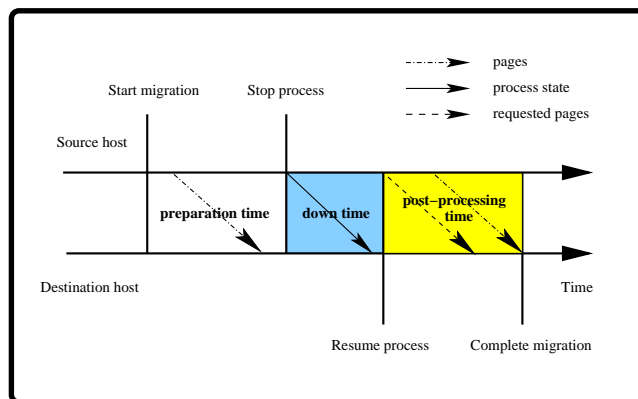 pages
process state
requested pages
Start migration
Stop process
Source host
preparation time
down time
post-processing
time
Destination host
Time
Resume process
Complete migration